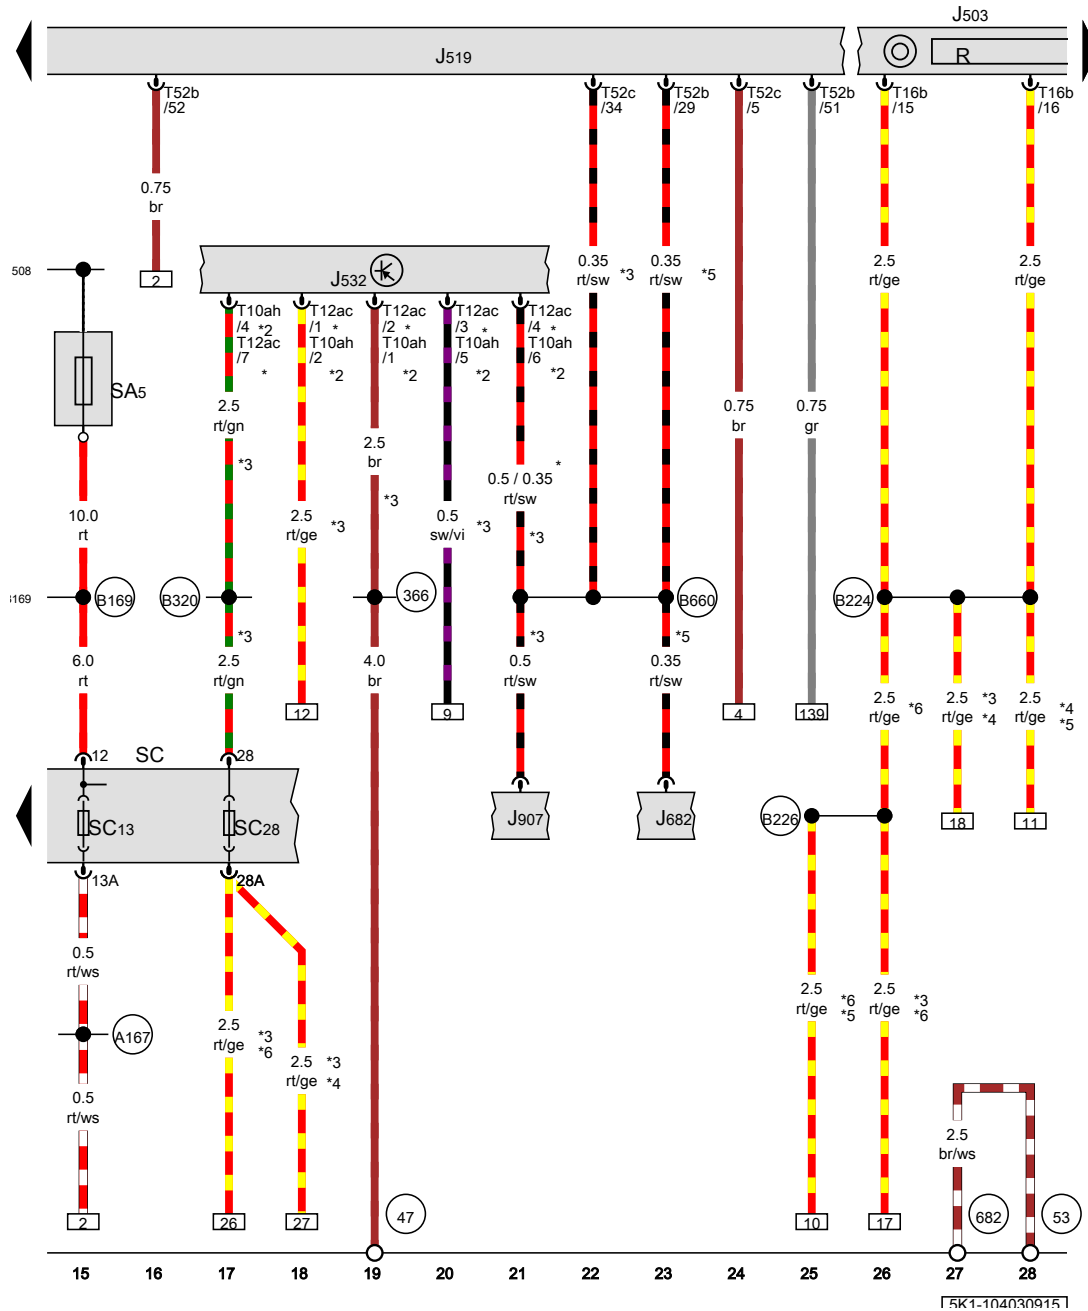 J503
J519
R
T52b
/52
T52c
/34
T52b
/29
T52c
/5
T52b
/51
T16b
/15
T16b
/16
0.75
br
508
2
J532
0.35
rt/sw
*3
0.35
rt/sw
*5
2.5
rt/ge
2.5
rt/ge
T10ah
/4 *2
T12ac
/7
*
T12ac
/1 *
T10ah
/2
*2
T12ac
/2 *
T10ah
/1
*2
T12ac
/3 *
T10ah
/5
*2
T12ac
/4 *
T10ah
/6
*2
SA5
2.5
rt/gn
*3
2.5
br
*3
0.75
br
0.75
gr
*
0.5 / 0.35
rt/sw
*3
10.0
rt
2.5
rt/ge
*3
0.5
sw/vi
*3
B169
B320
366
B660
B224
6.0
rt
*3
2.5
rt/gn
4.0
br
*3
0.5
rt/sw
*5
0.35
rt/sw
2.5
rt/ge
*6
2.5
rt/ge
*3
*4
2.5
rt/ge
*4
*5
12
9
4
139
12
SC
28
SC13
SC28
J907
J682
B226
18
11
13A
28A
0.5
rt/ws
A167
0.5
rt/ws
2.5
rt/ge
*3
*6
2.5
rt/ge
*3
*4
2.5
rt/ge
*6
*5
2.5
rt/ge
*3
*6
2.5
br/ws
2
26
27
47
10
17
682
53
15 16 17 18 19 20 21 22 23 24 25 26 27 28
5K1-104030915